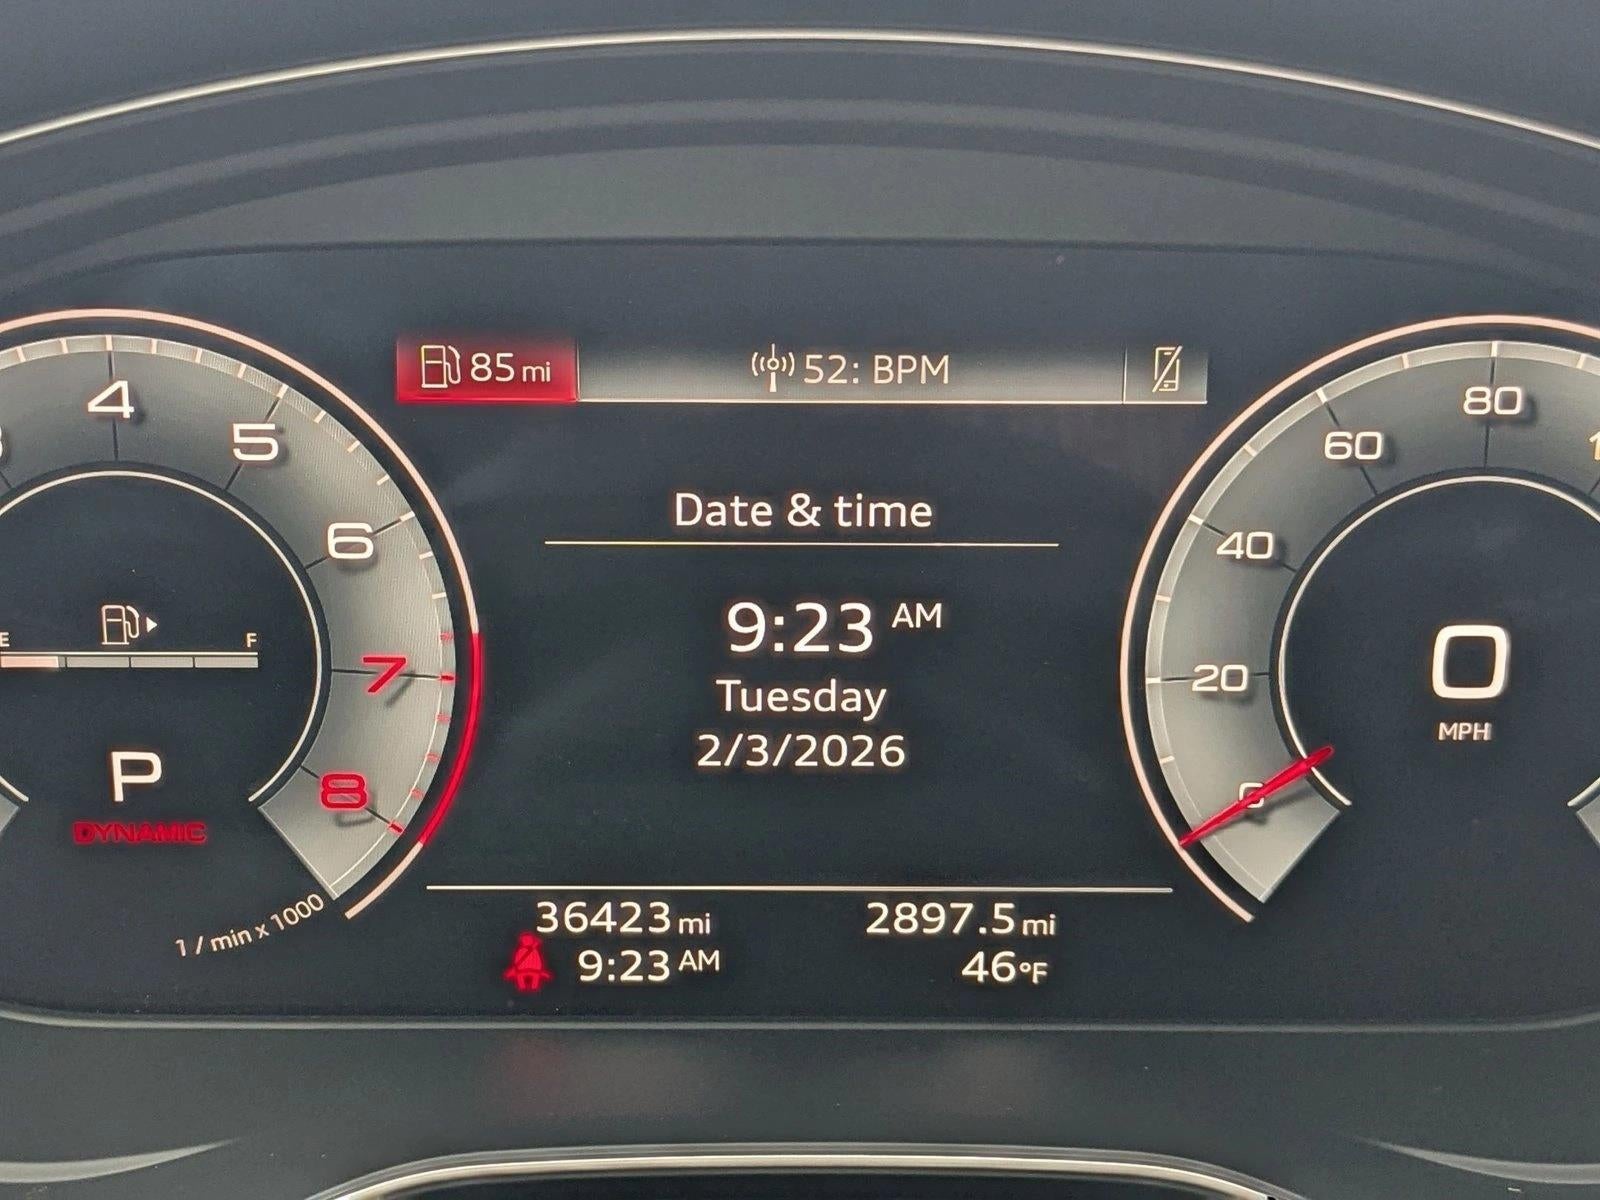 85 mi
52: BPM
4
5
6
7
8
E
F
P
DYNAMIC
1 / min x 1000
Date & time
9:23 AM
Tuesday
2/3/2026
36423 mi
2897.5 mi
9:23 AM
46°F
80
60
40
20
0
0
MPH